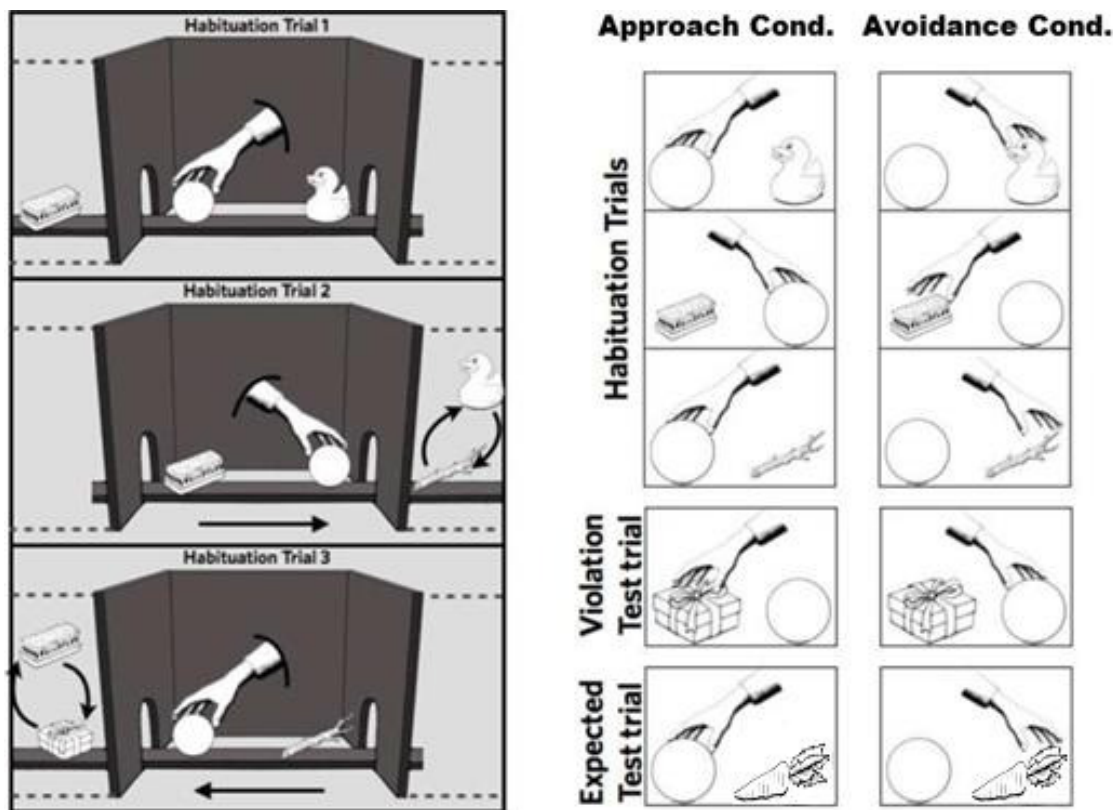 Habituation Trial 1
Habituation Trial 2
Habituation Trial 3
Approach Cond. Avoidance Cond.
Habituation Trials
Violation
Test trial
Expected
Test trial